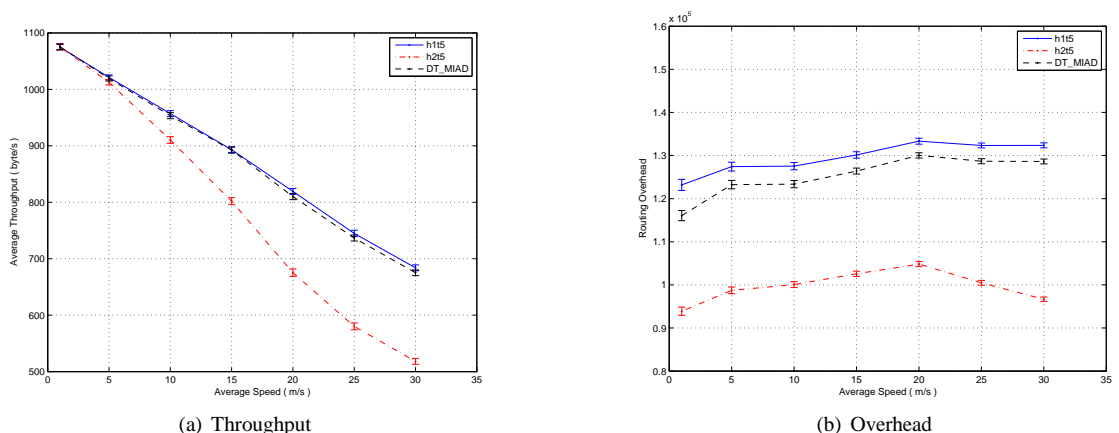 1100
1000
900
800
700
600
500
0
5
10
15
20
25
30
35
Average Throughput ( byte/s )
Average Speed ( m/s )
h1t5
h2t5
DT_MIAD
(a) Throughput
x 10^5
1.6
1.5
1.4
1.3
1.2
1.1
1
0.9
0.8
0
5
10
15
20
25
30
35
Routing Overhead
Average Speed ( m/s )
h1t5
h2t5
DT_MIAD
(b) Overhead